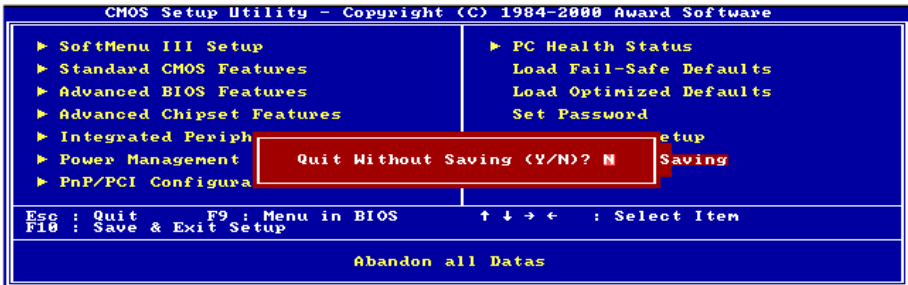 CMOS Setup Utility – Copyright (C) 1984-2000 Award Software
► SoftMenu III Setup
► Standard CMOS Features
► Advanced BIOS Features
► Advanced Chipset Features
► Integrated Periph
► Power Management
► PnP/PCI Configura
► PC Health Status
Load Fail-Safe Defaults
Load Optimized Defaults
Set Password
etup
Saving
Quit Without Saving (Y/N)? N
Esc : Quit F9 : Menu in BIOS ↑ ↓ → ← : Select Item
F10 : Save & Exit Setup
Abandon all Datas